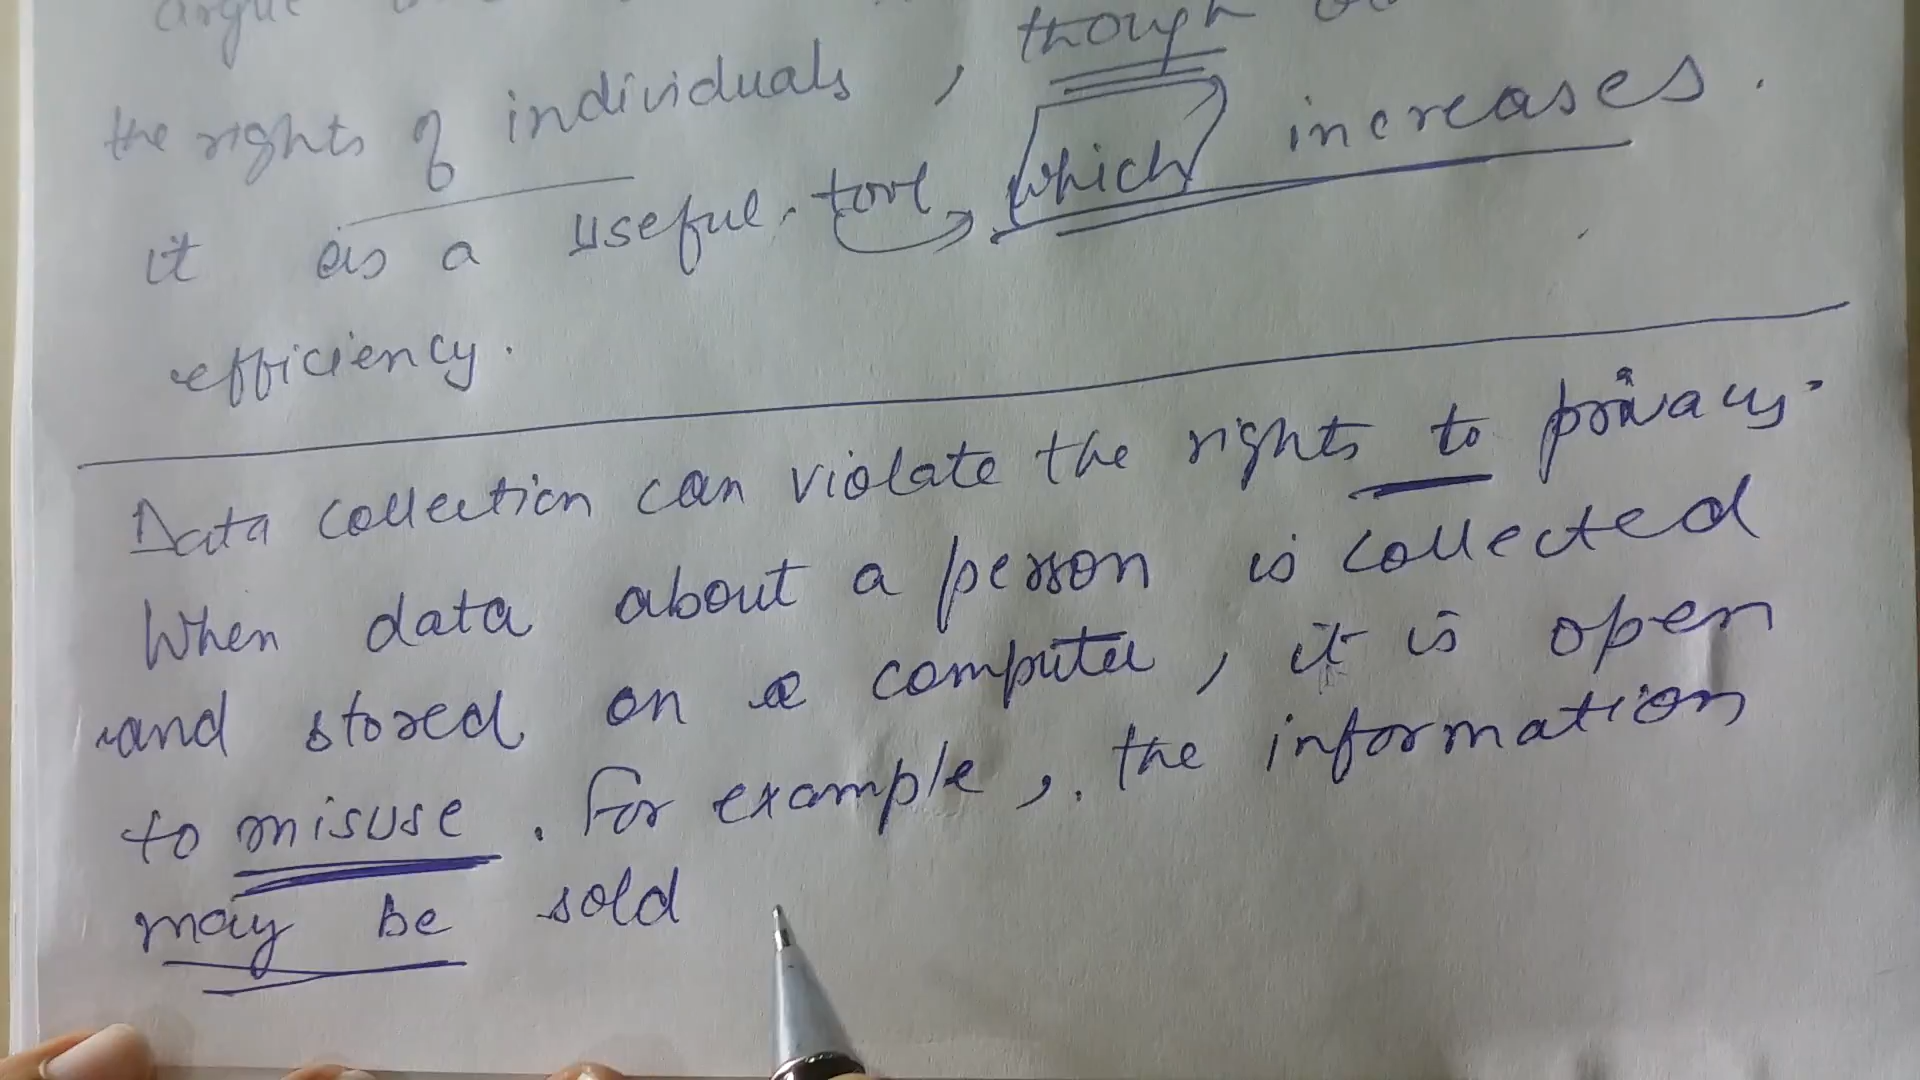 argue
the rights of individuals, though
it is a useful tool, which increases.
efficiency.
Data collection can violate the rights to privacy.
When data about a person is collected
and stored on a computer, it is open
to misuse. For example, the information
may be sold